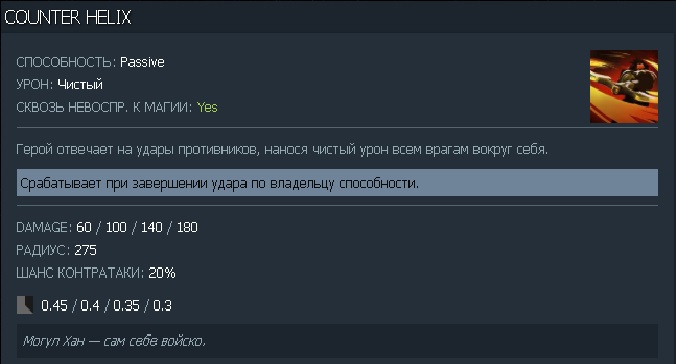 COUNTER HELIX
СПОСОБНОСТЬ: Passive
УРОН: Чистый
СКВОЗЬ НЕВОСПР. К МАГИИ: Yes
Герой отвечает на удары противников, нанося чистый урон всем врагам вокруг себя.
Срабатывает при завершении удара по владельцу способности.
DAMAGE: 60 / 100 / 140 / 180
РАДИУС: 275
ШАНС КОНТРАТАКИ: 20%
0.45 / 0.4 / 0.35 / 0.3
Могул Хан — сам себе войско.